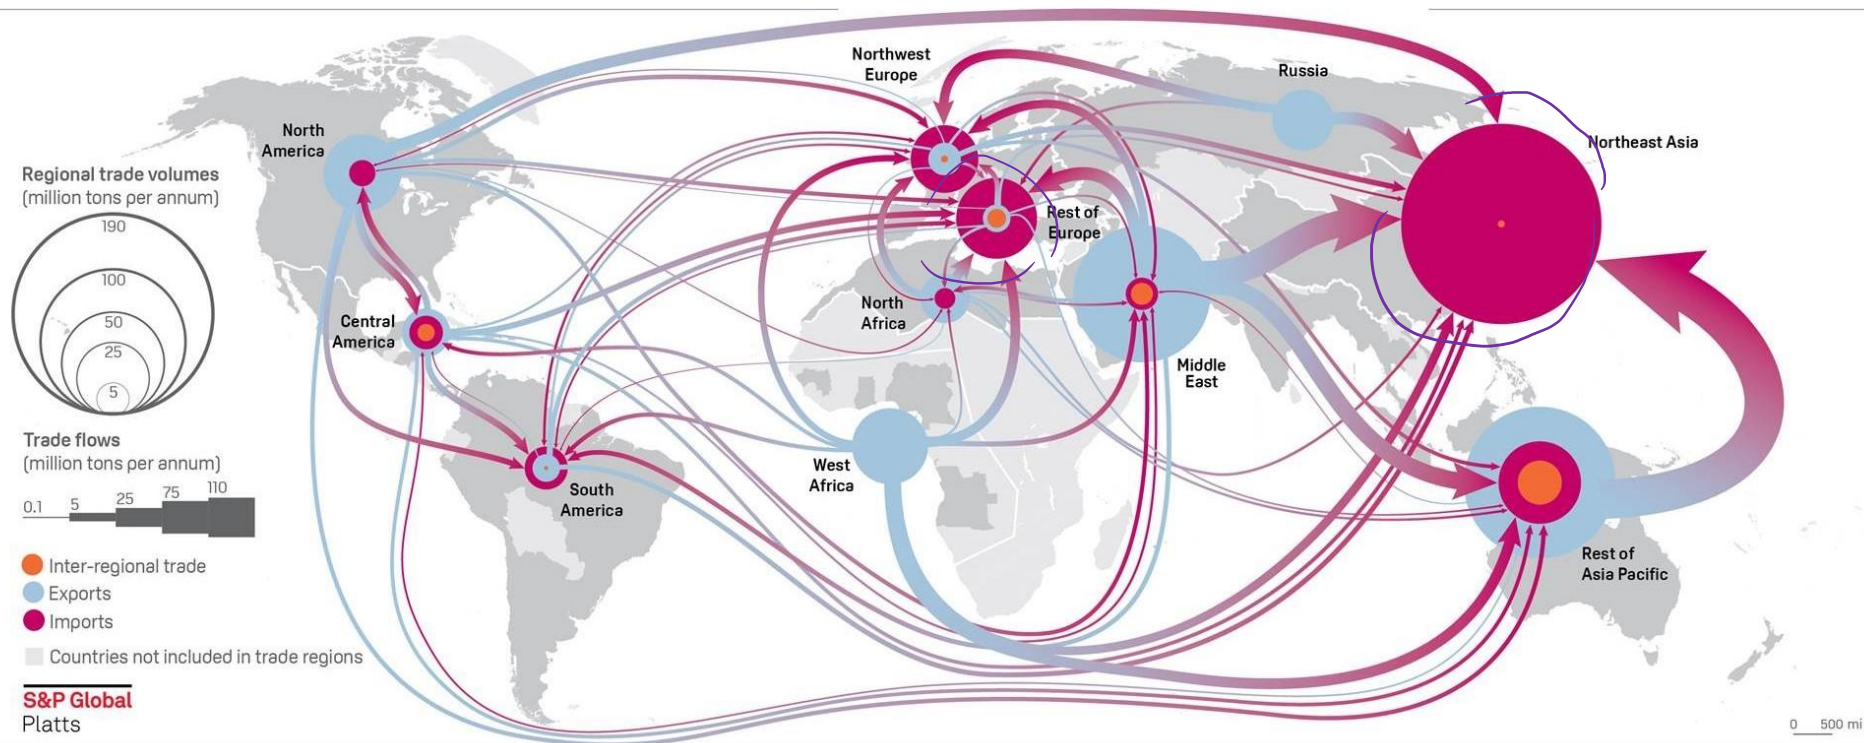 Northwest
Europe
Russia
North
America
Northeast Asia
Regional trade volumes
(million tons per annum)
190
100
50
25
5
Rest of
Europe
North
Africa
Central
America
Middle
East
Trade flows
(million tons per annum)
0.1 5 25 75 110
West
Africa
South
America
Rest of
Asia Pacific
Inter-regional trade
Exports
Imports
Countries not included in trade regions
S&P Global
Platts
0 500 mi